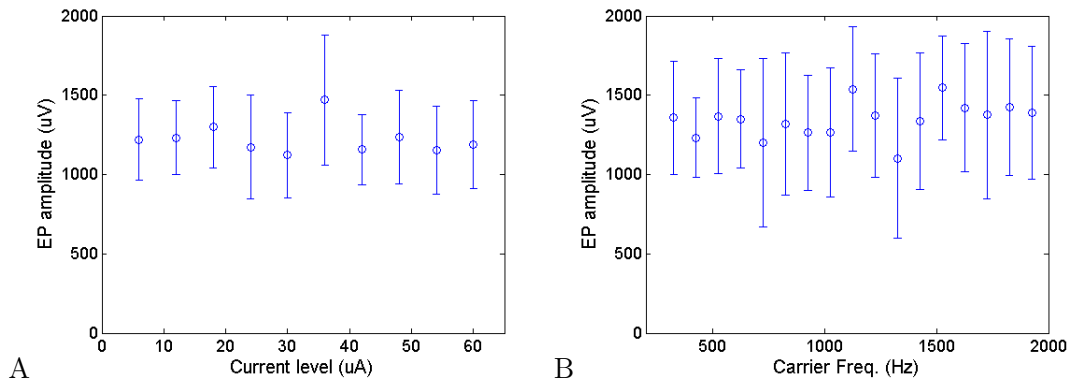 2000
1500
1000
500
0
EP amplitude (uV)
0 10 20 30 40 50 60
Current level (uA)
A
2000
1500
1000
500
0
EP amplitude (uV)
500 1000 1500 2000
Carrier Freq. (Hz)
B